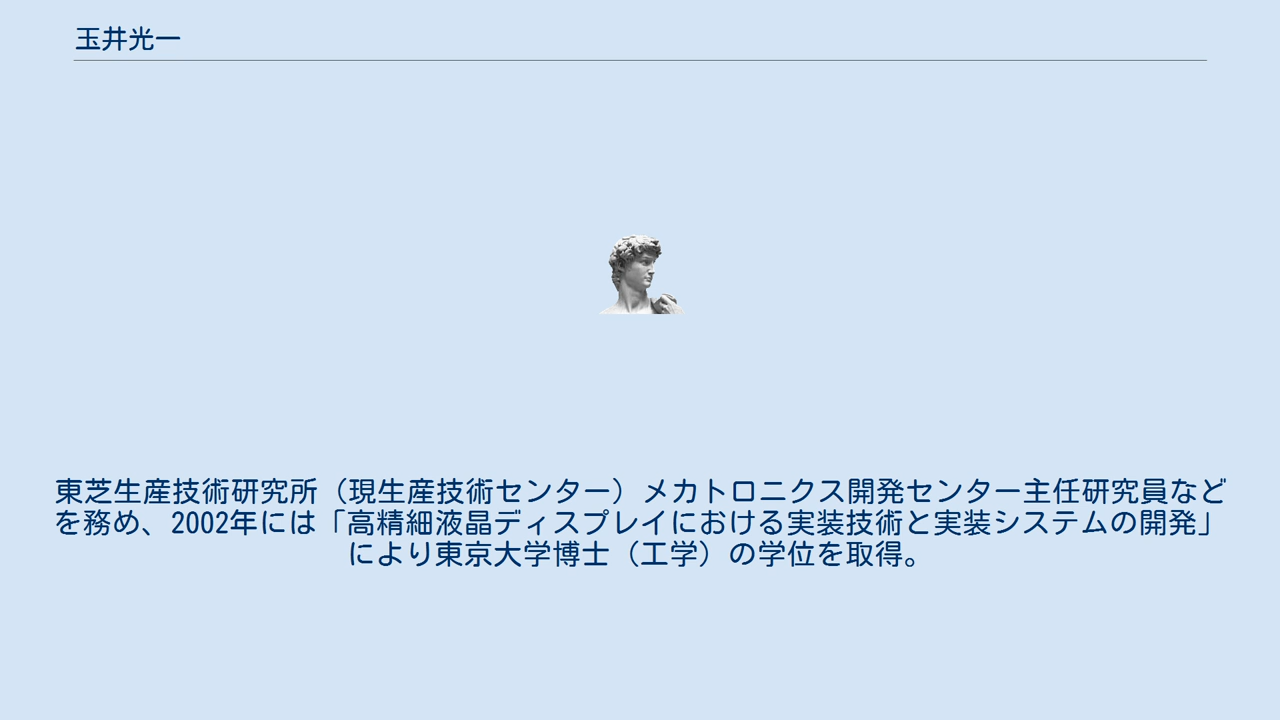 玉井光一
東芝生産技術研究所（現生産技術センター）メカトロニクス開発センター主任研究員など
を務め、2002年には「高精細液晶ディスプレイにおける実装技術と実装システムの開発」
により東京大学博士（工学）の学位を取得。